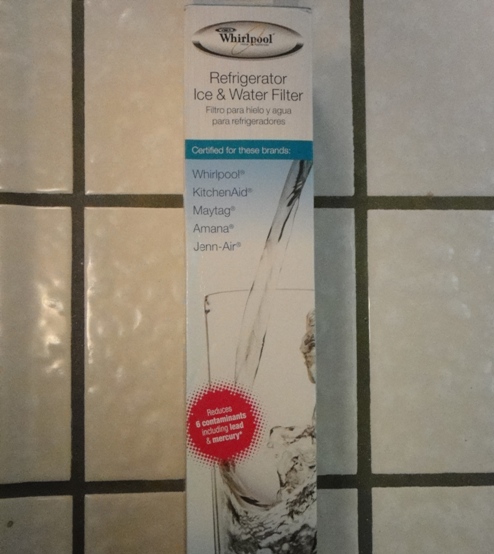 Whirlpool
Refrigerator
Ice & Water Filter
Filtro para hielo y agua
para refrigeradores
Certified for these brands:
Whirlpool®
KitchenAid®
Maytag®
Amana®
Jenn-Air®
Reduces
6 contaminants
including lead
& mercury*